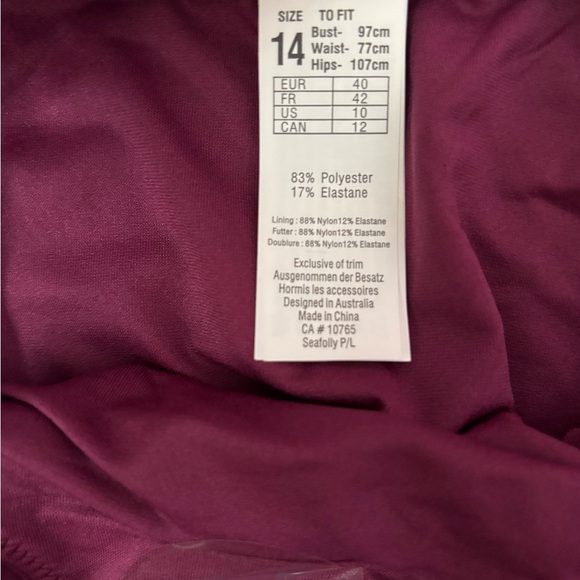 SIZE TO FIT
14 Bust- 97cm
Waist- 77cm
Hips- 107cm
EUR 40
FR 42
US 10
CAN 12
83% Polyester
17% Elastane
Lining : 88% Nylon12% Elastane
Futter : 88% Nylon12% Elastane
Doublure : 88% Nylon12% Elastane
Exclusive of trim
Ausgenommen der Besatz
Hormis les accessoires
Designed in Australia
Made in China
CA # 10765
Seafolly P/L